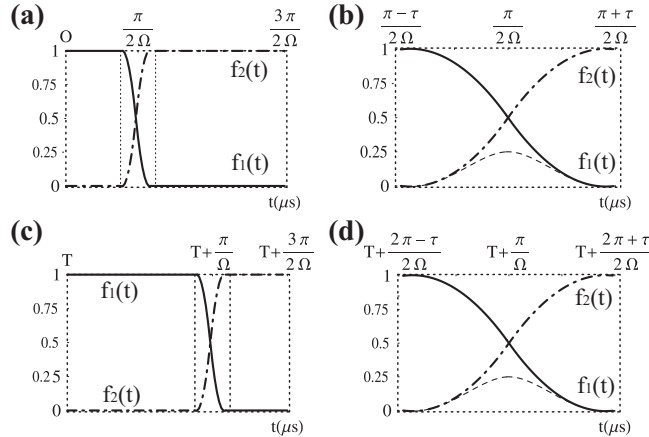 (a)
O
π/2Ω
3π/2Ω
1
0.75
0.5
0.25
0
f₂(t)
f₁(t)
t(μs)
(b)
π−τ/2Ω
π/2Ω
π+τ/2Ω
1
0.75
0.5
0.25
0
f₂(t)
f₁(t)
t(μs)
(c)
T
T+π/Ω
T+3π/2Ω
1
0.75
0.5
0.25
0
f₁(t)
f₂(t)
t(μs)
(d)
T+2π−τ/2Ω
T+π/Ω
T+2π+τ/2Ω
1
0.75
0.5
0.25
0
f₂(t)
f₁(t)
t(μs)